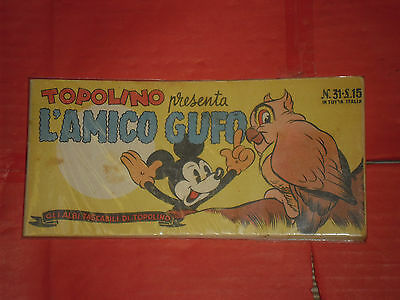 TOPOLINO presenta
L'AMICO GUFO
N. 31-L.15
IN TUTTA ITALIA
GLI ALBI TASCABILI DI TOPOLINO